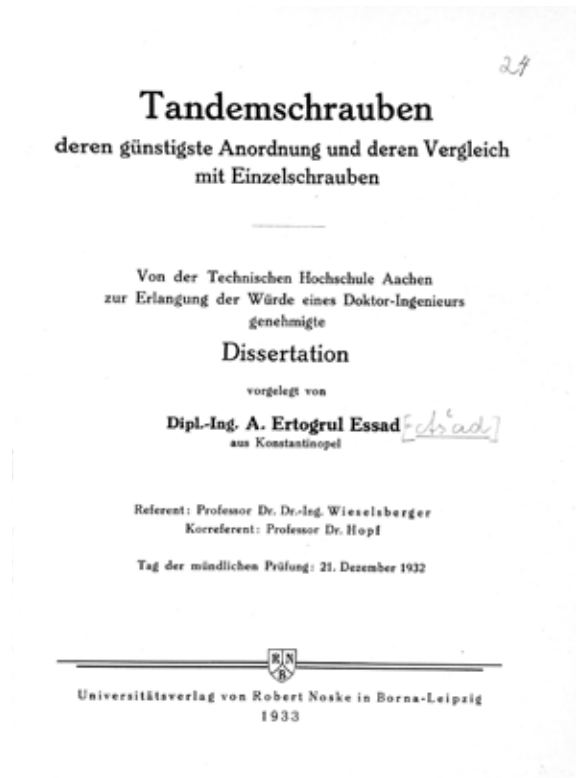 24
Tandemschrauben
deren günstigste Anordnung und deren Vergleich
mit Einzelschrauben
Von der Technischen Hochschule Aachen
zur Erlangung der Würde eines Doktor-Ingenieurs
genehmigte
Dissertation
vorgelegt von
Dipl.-Ing. A. Ertogrul Essad
aus Konstantinopel
Referent: Professor Dr. Dr.-Ing. Wieselsberger
Korreferent: Professor Dr. Hopf
Tag der mündlichen Prüfung: 21. Dezember 1932
R N
B
Universitätsverlag von Robert Noske in Borna-Leipzig
1933